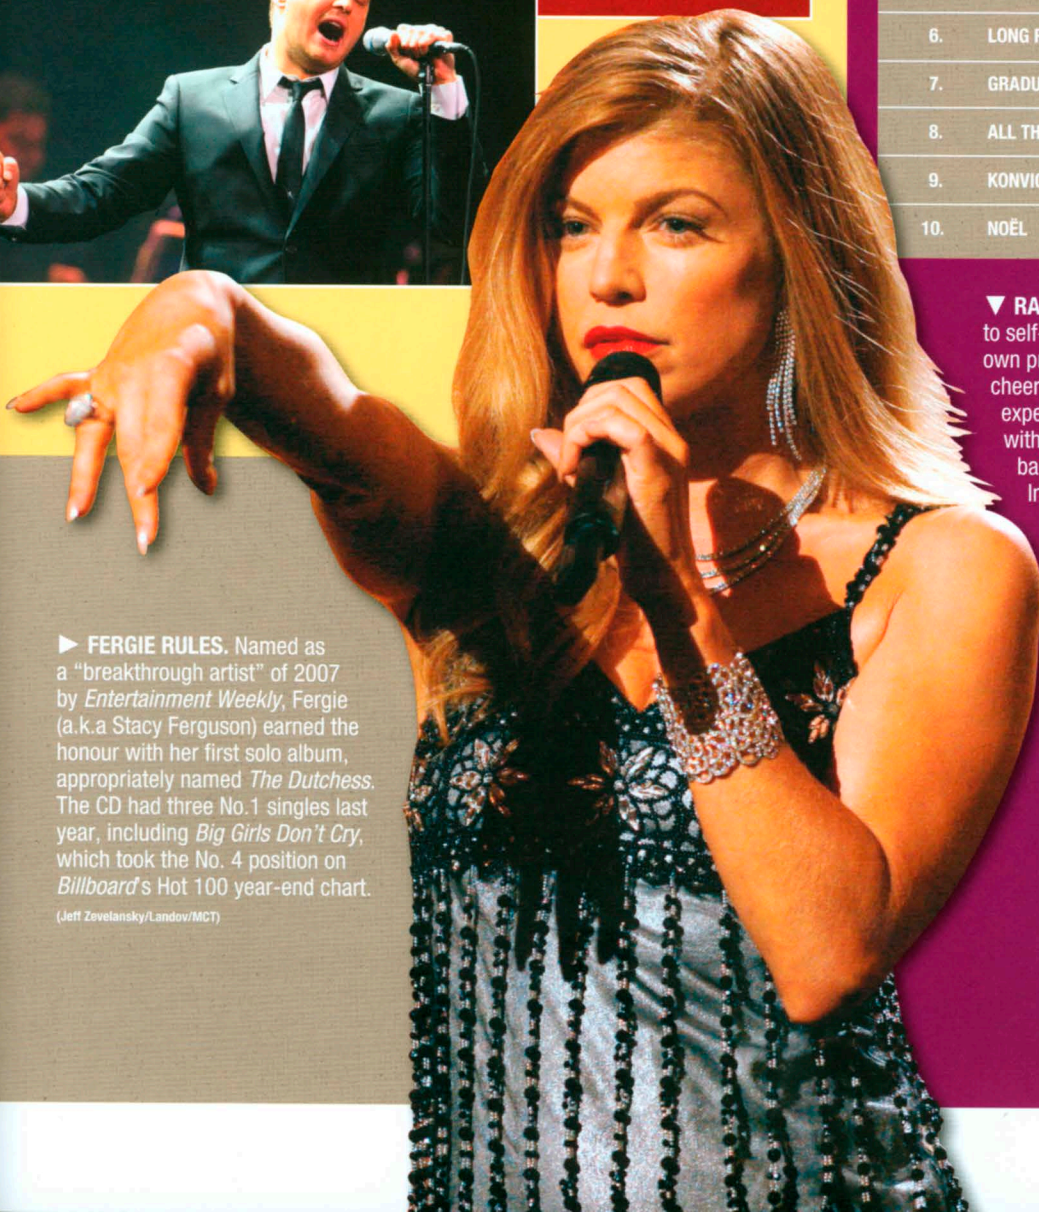 6. LONG
7. GRADU
8. ALL TH
9. KONVI
10. NOËL
▼ RA
to self-
own p
cheer
expe
with
ba
In
► FERGIE RULES. Named as
a “breakthrough artist” of 2007
by Entertainment Weekly, Fergie
(a.k.a Stacy Ferguson) earned the
honour with her first solo album,
appropriately named The Dutchess.
The CD had three No.1 singles last
year, including Big Girls Don’t Cry,
which took the No. 4 position on
Billboard’s Hot 100 year-end chart.
(Jeff Zevelansky/Landov/MCT)